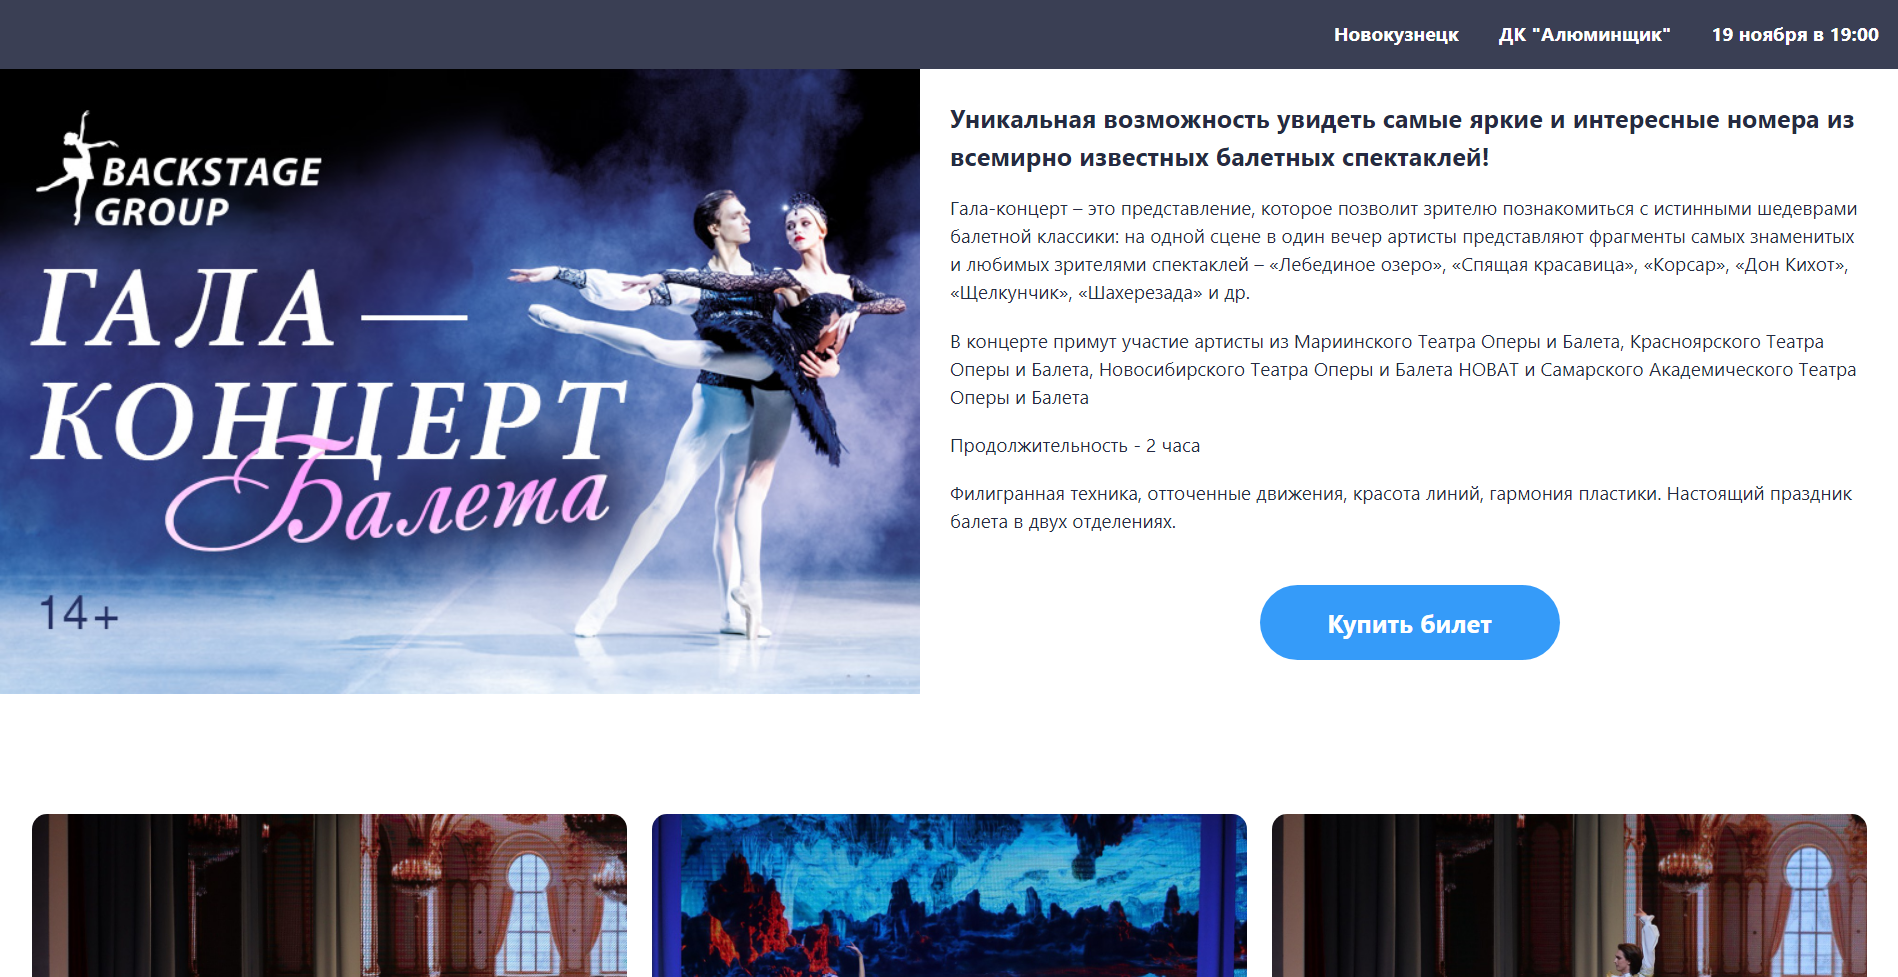 Новокузнецк ДК "Алюминщик" 19 ноября в 19:00
BACKSTAGE
GROUP
ГАЛА —
КОНЦЕРТ
Балета
14+
Уникальная возможность увидеть самые яркие и интересные номера из
всемирно известных балетных спектаклей!
Гала-концерт – это представление, которое позволит зрителю познакомиться с истинными шедеврами
балетной классики: на одной сцене в один вечер артисты представляют фрагменты самых знаменитых
и любимых зрителями спектаклей – «Лебединое озеро», «Спящая красавица», «Корсар», «Дон Кихот»,
«Щелкунчик», «Шахерезада» и др.
В концерте примут участие артисты из Мариинского Театра Оперы и Балета, Красноярского Театра
Оперы и Балета, Новосибирского Театра Оперы и Балета НОВАТ и Самарского Академического Театра
Оперы и Балета
Продолжительность - 2 часа
Филигранная техника, отточенные движения, красота линий, гармония пластики. Настоящий праздник
балета в двух отделениях.
Купить билет